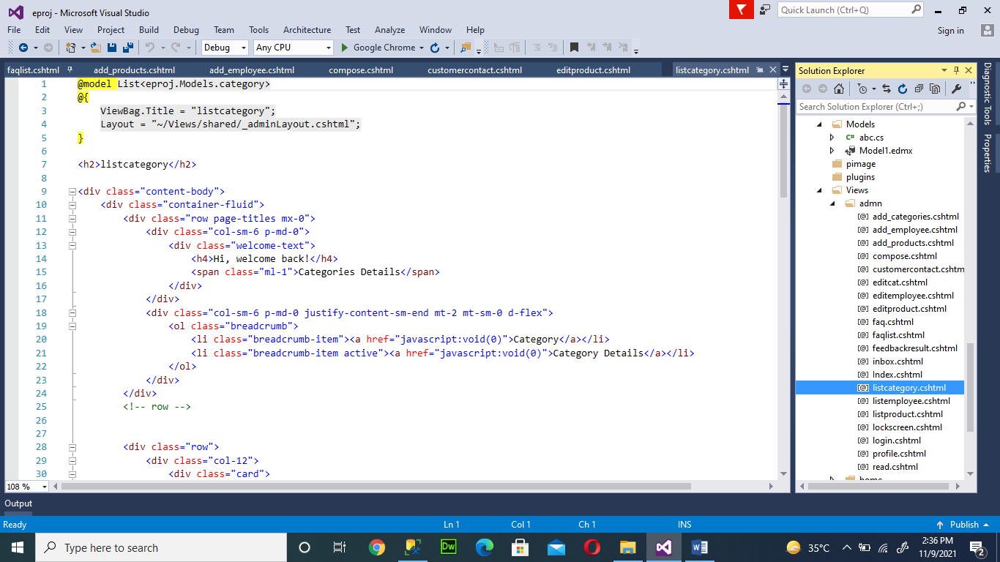 eproj - Microsoft Visual Studio
Quick Launch (Ctrl+Q)
File Edit View Project Build Debug Team Tools Architecture Test Analyze Window Help
Sign in
Debug Any CPU Google Chrome
faqlist.cshtml add_products.cshtml add_employee.cshtml compose.cshtml customercontact.cshtml editproduct.cshtml listcategory.cshtml
1 @model List<eproj.Models.category>
2 @{
3 ViewBag.Title = "listcategory";
4 Layout = "~/Views/shared/_adminLayout.cshtml";
5 }
6
7 <h2>listcategory</h2>
8
9 <div class="content-body">
10 <div class="container-fluid">
11 <div class="row page-titles mx-0">
12 <div class="col-sm-6 p-md-0">
13 <div class="welcome-text">
14 <h4>Hi, welcome back!</h4>
15 <span class="ml-1">Categories Details</span>
16 </div>
17 </div>
18 <div class="col-sm-6 p-md-0 justify-content-sm-end mt-2 mt-sm-0 d-flex">
19 <ol class="breadcrumb">
20 <li class="breadcrumb-item"><a href="javascript:void(0)">Category</a></li>
21 <li class="breadcrumb-item active"><a href="javascript:void(0)">Category Details</a></li>
22 </ol>
23 </div>
24 </div>
25 <!-- row -->
26
27
28 <div class="row">
29 <div class="col-12">
30 <div class="card">
108 %
Solution Explorer
Search Solution Explorer (Ctrl+;)
Models
C# abc.cs
Model1.edmx
pimage
plugins
Views
admn
[@] add_categories.cshtml
[@] add_employee.cshtml
[@] add_products.cshtml
[@] compose.cshtml
[@] customercontact.cshtm
[@] editcat.cshtml
[@] editemployee.cshtml
[@] editproduct.cshtml
[@] faq.cshtml
[@] faqlist.cshtml
[@] feedbackresult.cshtml
[@] inbox.cshtml
[@] Index.cshtml
[@] listcategory.cshtml
[@] listemployee.cshtml
[@] listproduct.cshtml
[@] lockscreen.cshtml
[@] login.cshtml
[@] profile.cshtml
[@] read.cshtml
home
Diagnostic Tools
Properties
Output
Ready Ln 1 Col 1 Ch 1 INS Publish
Type here to search
Dw
35°C
2:36 PM
11/9/2021
2